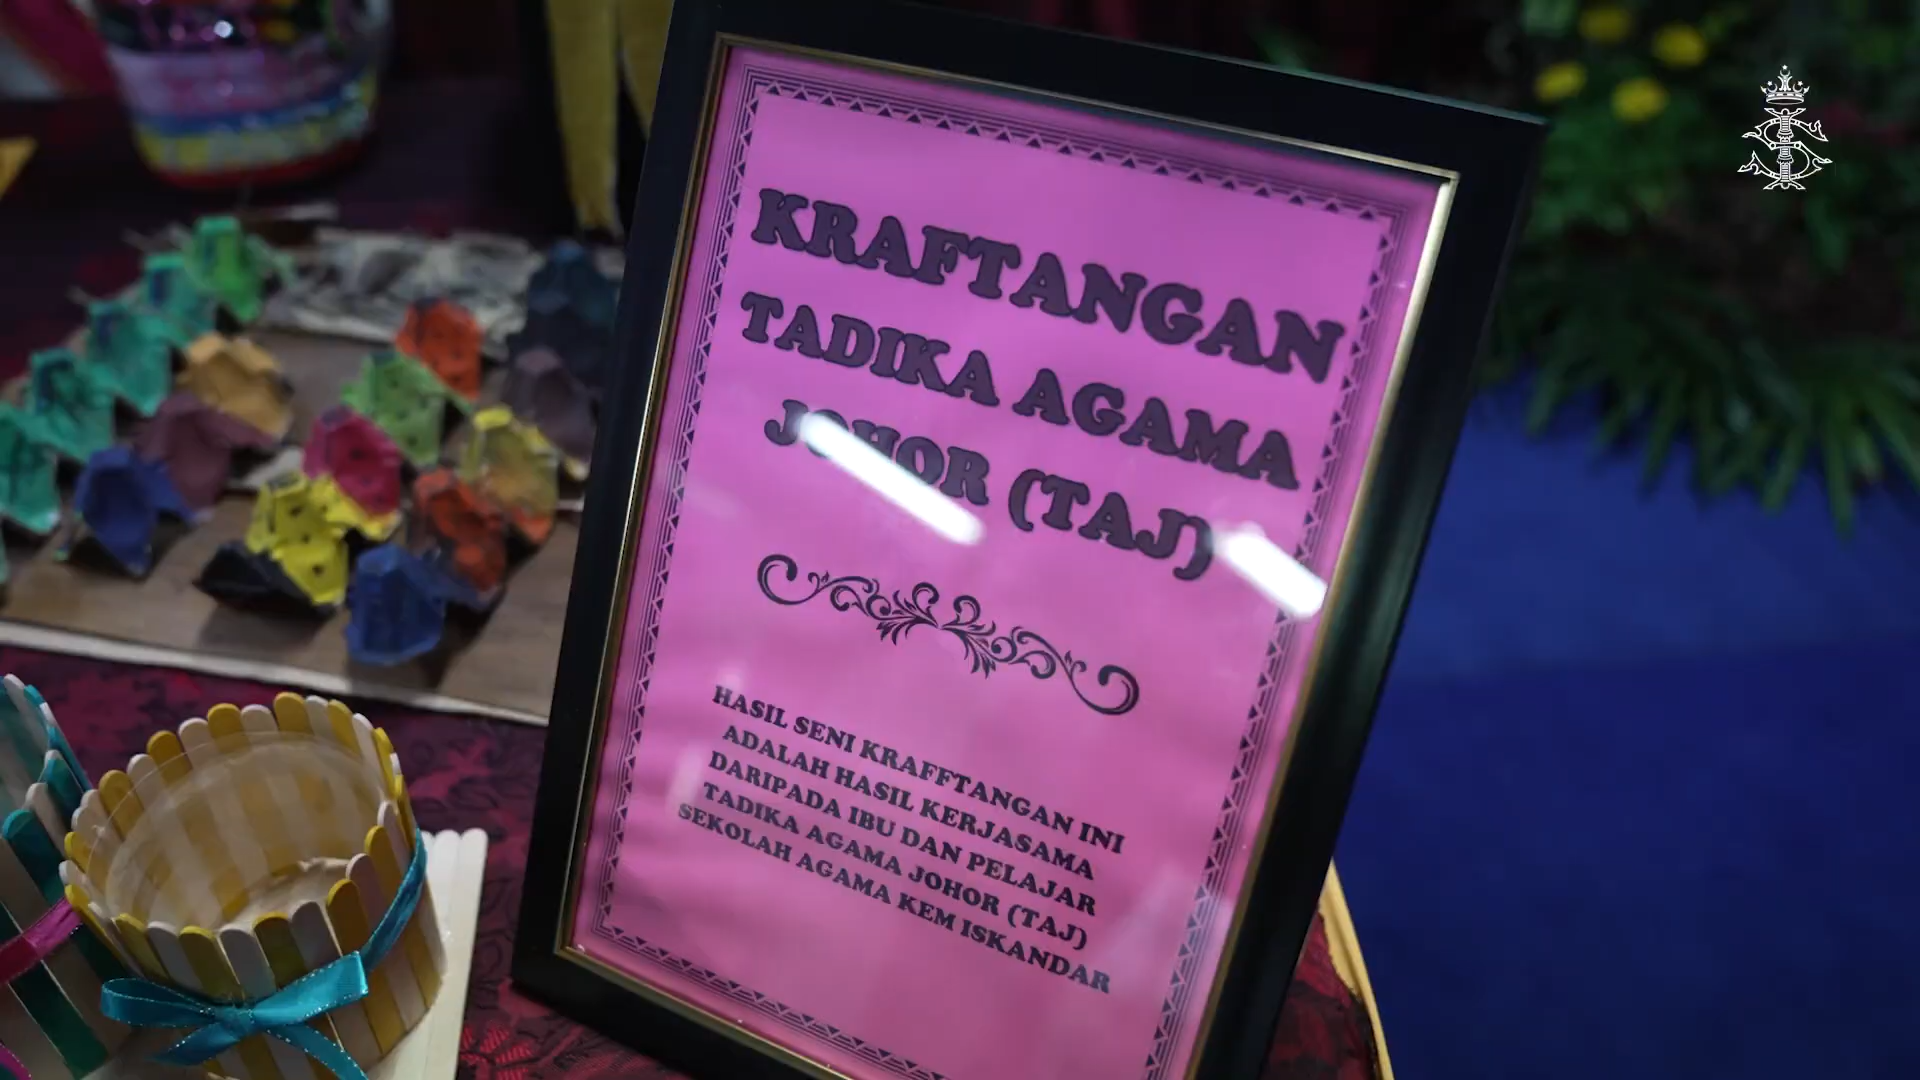 KRAFTANGAN
TADIKA AGAMA
JOHOR (TAJ)
HASIL SENI KRAFFTANGAN INI
ADALAH HASIL KERJASAMA
DARIPADA IBU DAN PELAJAR
TADIKA AGAMA JOHOR (TAJ)
SEKOLAH AGAMA KEM ISKANDAR